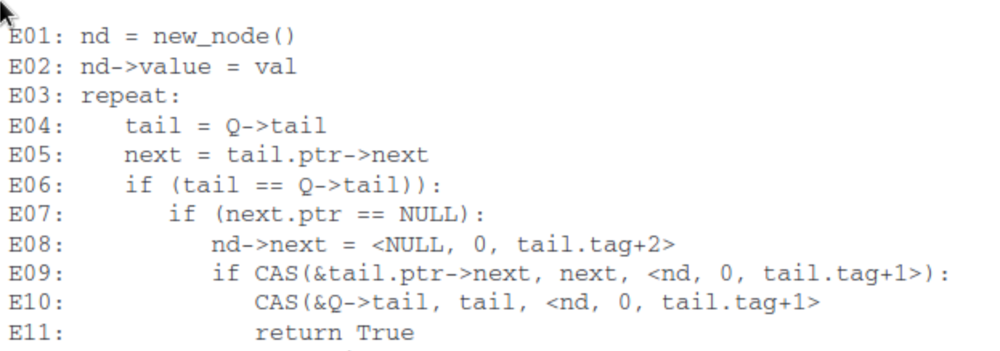 E01: nd = new_node()
E02: nd->value = val
E03: repeat:
E04:    tail = Q->tail
E05:    next = tail.ptr->next
E06:    if (tail == Q->tail)):
E07:       if (next.ptr == NULL):
E08:          nd->next = <NULL, 0, tail.tag+2>
E09:          if CAS(&tail.ptr->next, next, <nd, 0, tail.tag+1>):
E10:             CAS(&Q->tail, tail, <nd, 0, tail.tag+1>
E11:             return True